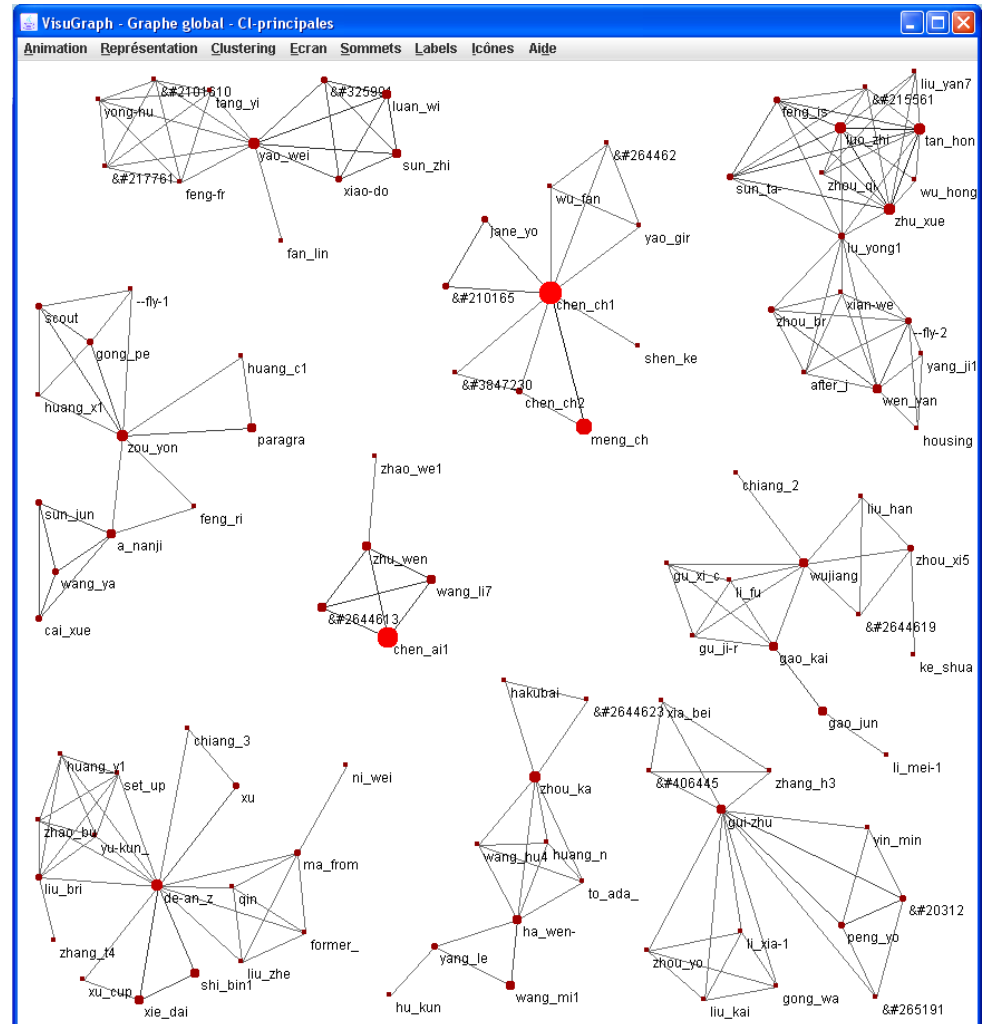 VisuGraph - Graphe global - CI-principales
Animation Représentation Clustering Ecran Sommets Labels Icônes Aide
&#2101610
tang_yi
yong-hu
&#217761
feng-fr
yao_wei
fan_lin
&#325991
luan_wi
sun_zhi
xiao-do
&#264462
wu_fan
yao_gir
jane_yo
&#210165
chen_ch1
shen_ke
&#3847230
chen_ch2
meng_ch
liu_yan7
&#215561
feng_is
luo_zhi
tan_hon
sun_ta-
zhou_qi
wu_hong
zhu_xue
lu_yong1
xian-we
zhou_br
--fly-2
yang_ji1
after_j
wen_yan
housing
--fly-1
scout
gong_pe
huang_c1
huang_x1
zou_yon
paragra
feng_ri
sun_jun
a_nanji
wang_ya
cai_xue
zhao_we1
zhu_wen
wang_li7
&#2644613
chen_ai1
chiang_2
liu_han
wujiang
zhou_xi5
gu_xi_c
li_fu
&#2644619
gu_ji-r
gao_kai
ke_shua
gao_jun
li_mei-1
chiang_3
huang_y1
set_up
xu
zhao_bu
yu-kun_
liu_bri
de-an_z
ni_wei
ma_from
qin
former_
zhang_t4
liu_zhe
shi_bin1
xu_cup
xie_dai
hakubai
&#2644623
zhou_ka
wang_hu4
huang_n
to_ada_
ha_wen-
yang_le
hu_kun
wang_mi1
xia_bei
&#406445
zhang_h3
gui-zhu
yin_min
&#20312
peng_yo
li_xia-1
zhou_yo
gong_wa
liu_kai
&#265191